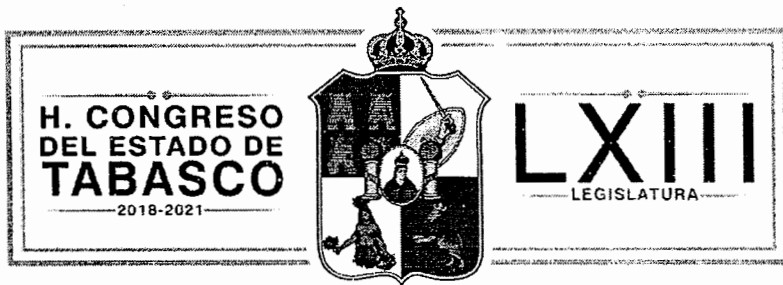 H. CONGRESO
DEL ESTADO DE
TABASCO
2018-2021
LXIII
LEGISLATURA